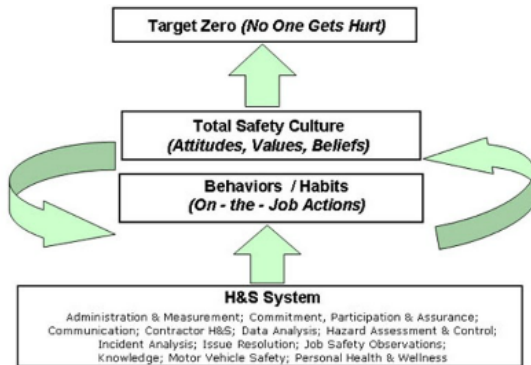 Target Zero (No One Gets Hurt)
Total Safety Culture
(Attitudes, Values, Beliefs)
Behaviors / Habits
(On - the - Job Actions)
H&S System
Administration & Measurement; Commitment, Participation & Assurance;
Communication; Contractor H&S; Data Analysis; Hazard Assessment & Control;
Incident Analysis; Issue Resolution; Job Safety Observations;
Knowledge; Motor Vehicle Safety; Personal Health & Wellness